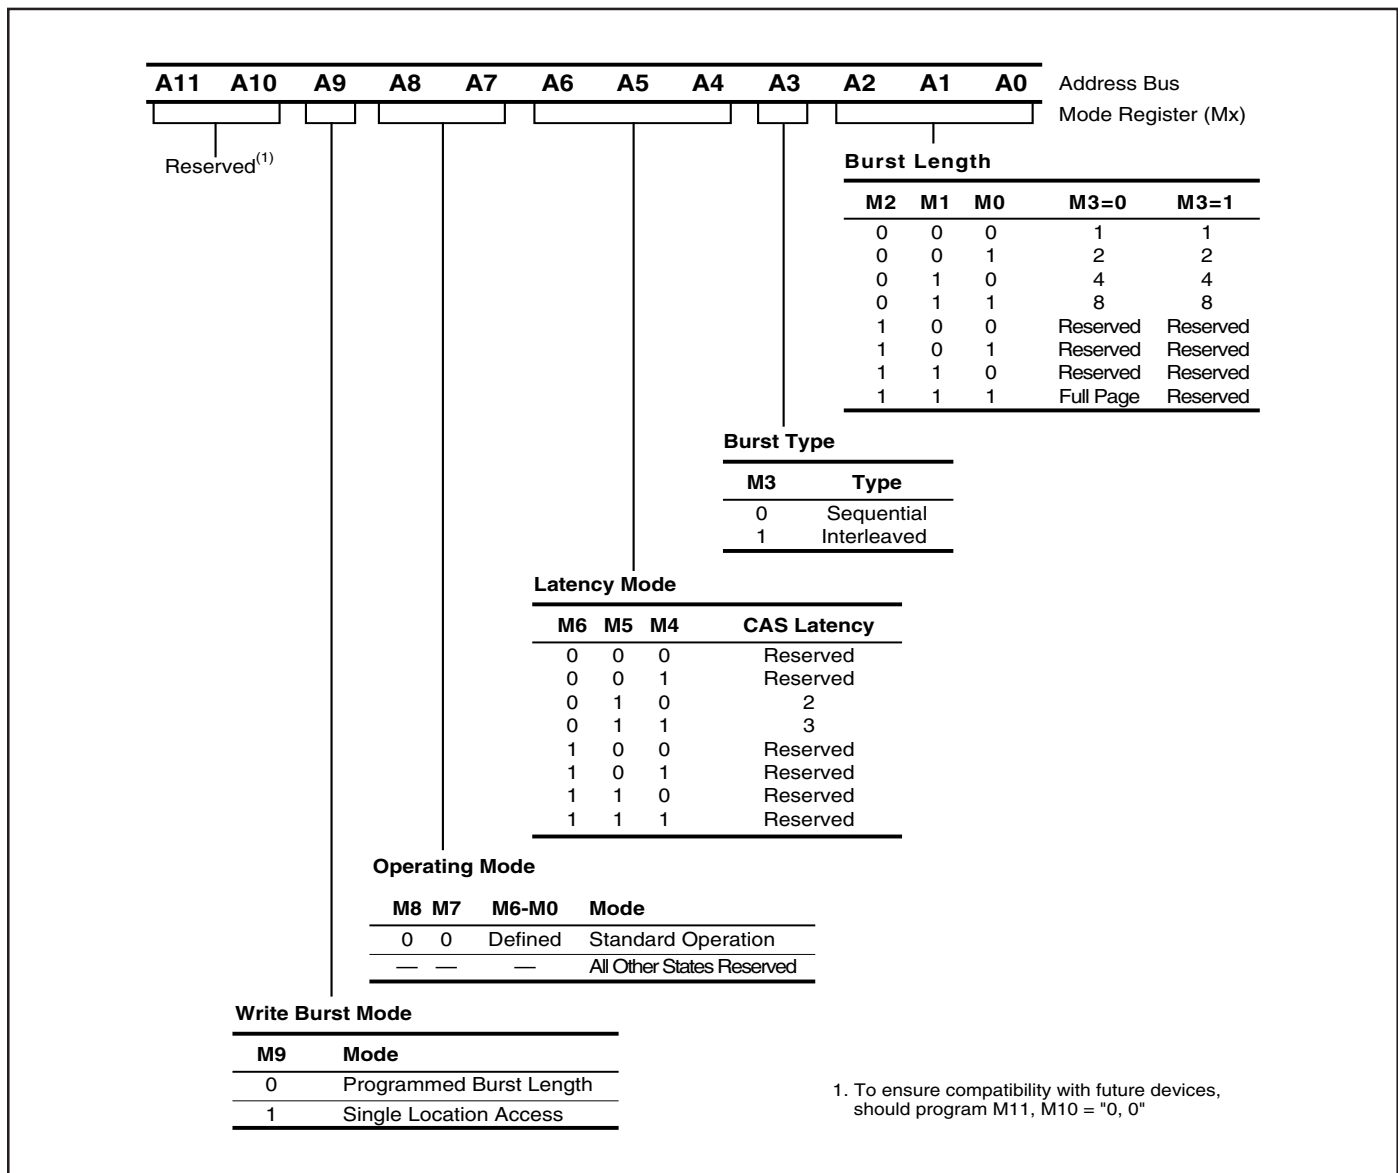 A11 A10 A9 A8 A7 A6 A5 A4 A3 A2 A1 A0 Address Bus
Mode Register (Mx)
Reserved(1)
Burst Length
M2 M1 M0 M3=0 M3=1
0 0 0 1 1
0 0 1 2 2
0 1 0 4 4
0 1 1 8 8
1 0 0 Reserved Reserved
1 0 1 Reserved Reserved
1 1 0 Reserved Reserved
1 1 1 Full Page Reserved
Burst Type
M3 Type
0 Sequential
1 Interleaved
Latency Mode
M6 M5 M4 CAS Latency
0 0 0 Reserved
0 0 1 Reserved
0 1 0 2
0 1 1 3
1 0 0 Reserved
1 0 1 Reserved
1 1 0 Reserved
1 1 1 Reserved
Operating Mode
M8 M7 M6-M0 Mode
0 0 Defined Standard Operation
— — — All Other States Reserved
Write Burst Mode
M9 Mode
0 Programmed Burst Length
1 Single Location Access
1. To ensure compatibility with future devices,
should program M11, M10 = "0, 0"